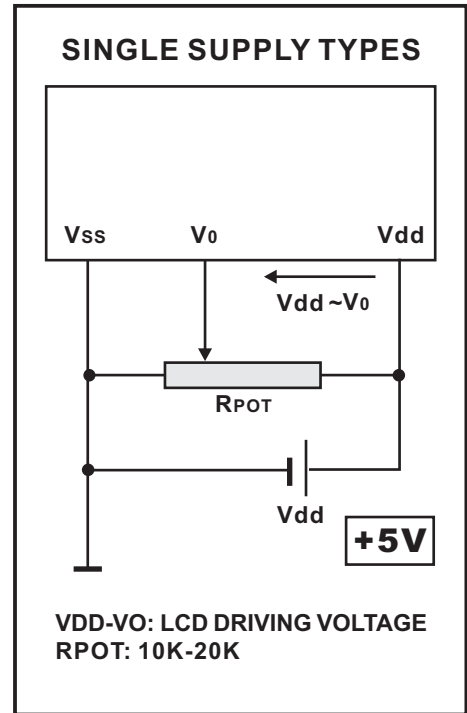 SINGLE SUPPLY TYPES
VSS V0 Vdd
Vdd ~V0
RPOT
Vdd
+5V
VDD-VO: LCD DRIVING VOLTAGE
RPOT: 10K-20K